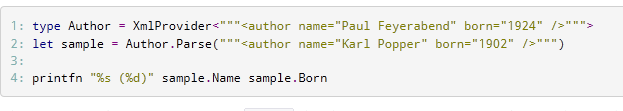 1: type Author = XmlProvider<"""<author name="Paul Feyerabend" born="1924" />""">
2: let sample = Author.Parse("""<author name="Karl Popper" born="1902" />""")
3:
4: printfn "%s (%d)" sample.Name sample.Born